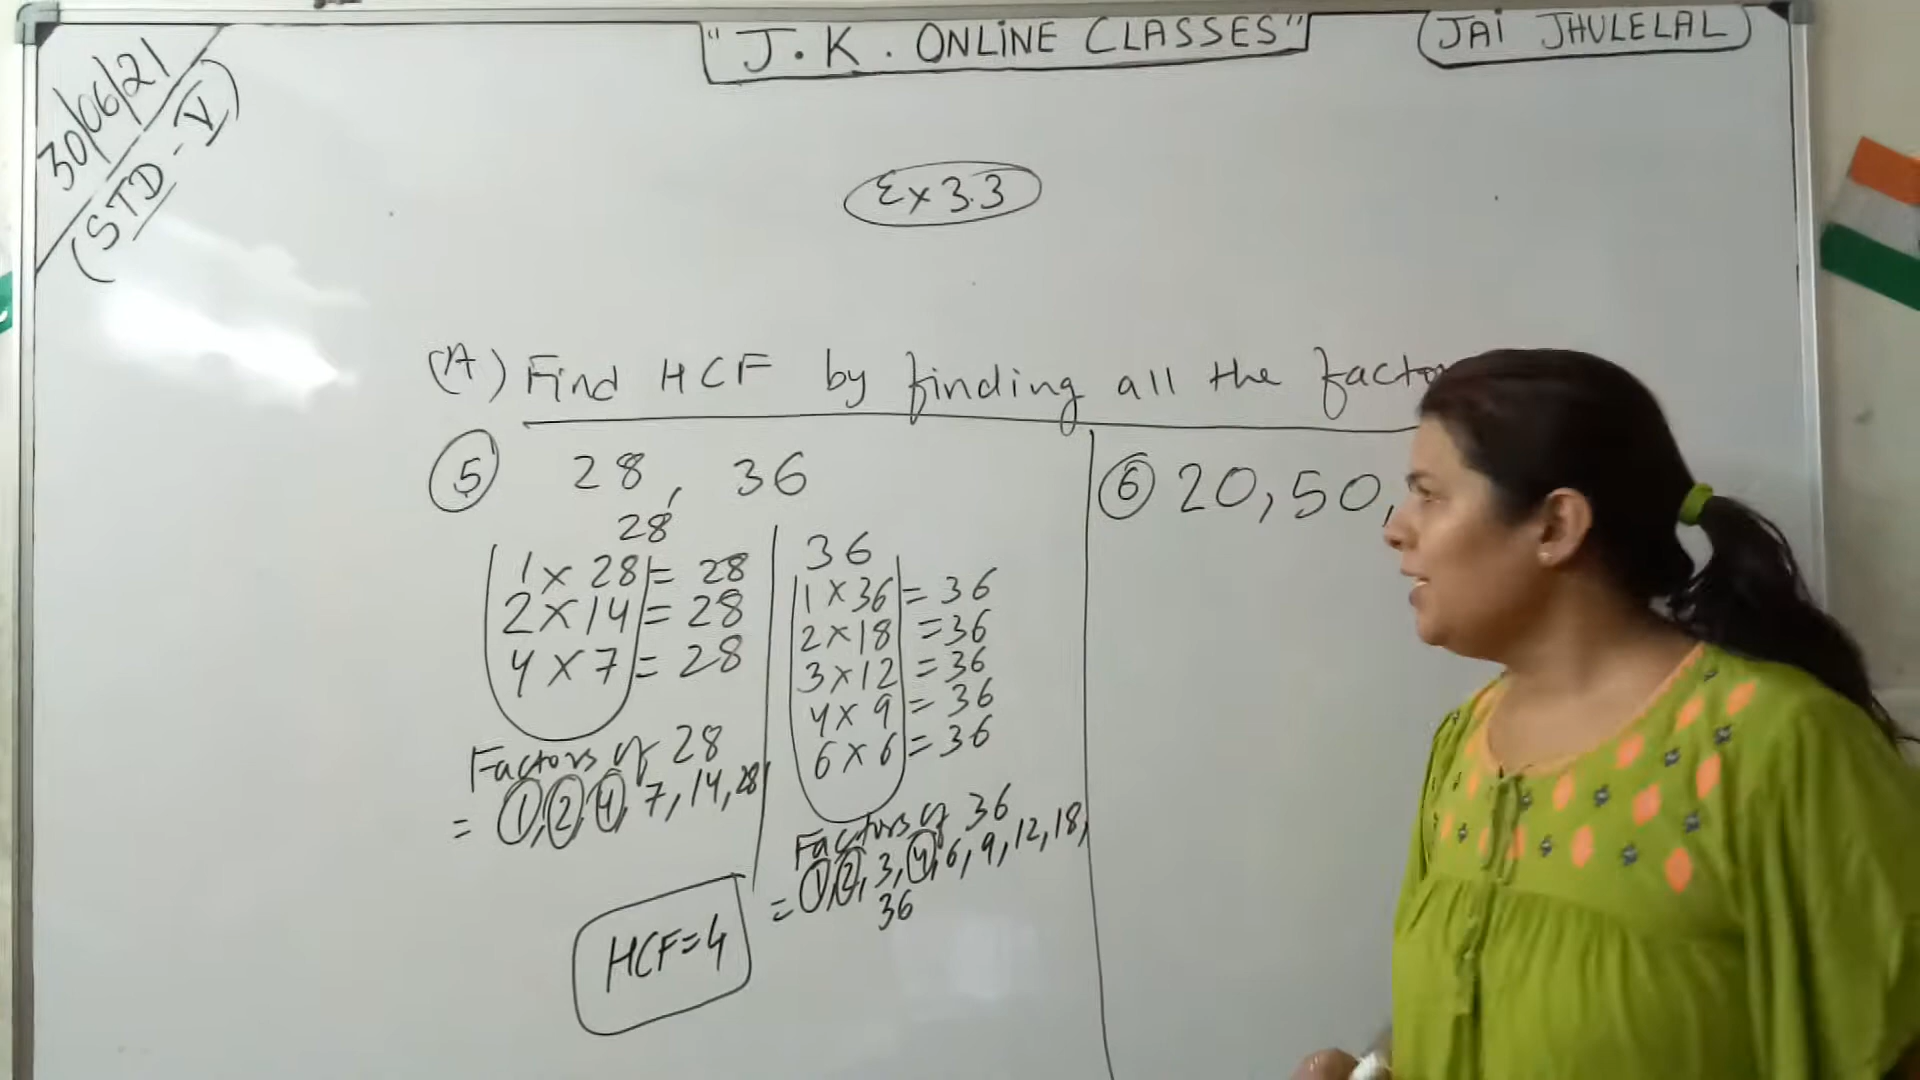 30/06/21
(STD - V)
"J.K. ONLINE CLASSES"
(JAI JHULELAL)
Ex 3.3
(A) Find HCF by finding all the
5 28, 36
28
1 x 28 = 28
2 x 14 = 28
4 x 7 = 28
Factors of 28
= 1, 2, 4, 7, 14, 28
36
1 x 36 = 36
2 x 18 = 36
3 x 12 = 36
4 x 9 = 36
6 x 6 = 36
Factors of 36
= 1, 2, 3, 4, 6, 9, 12, 18,
36
HCF=4
6 20, 50,